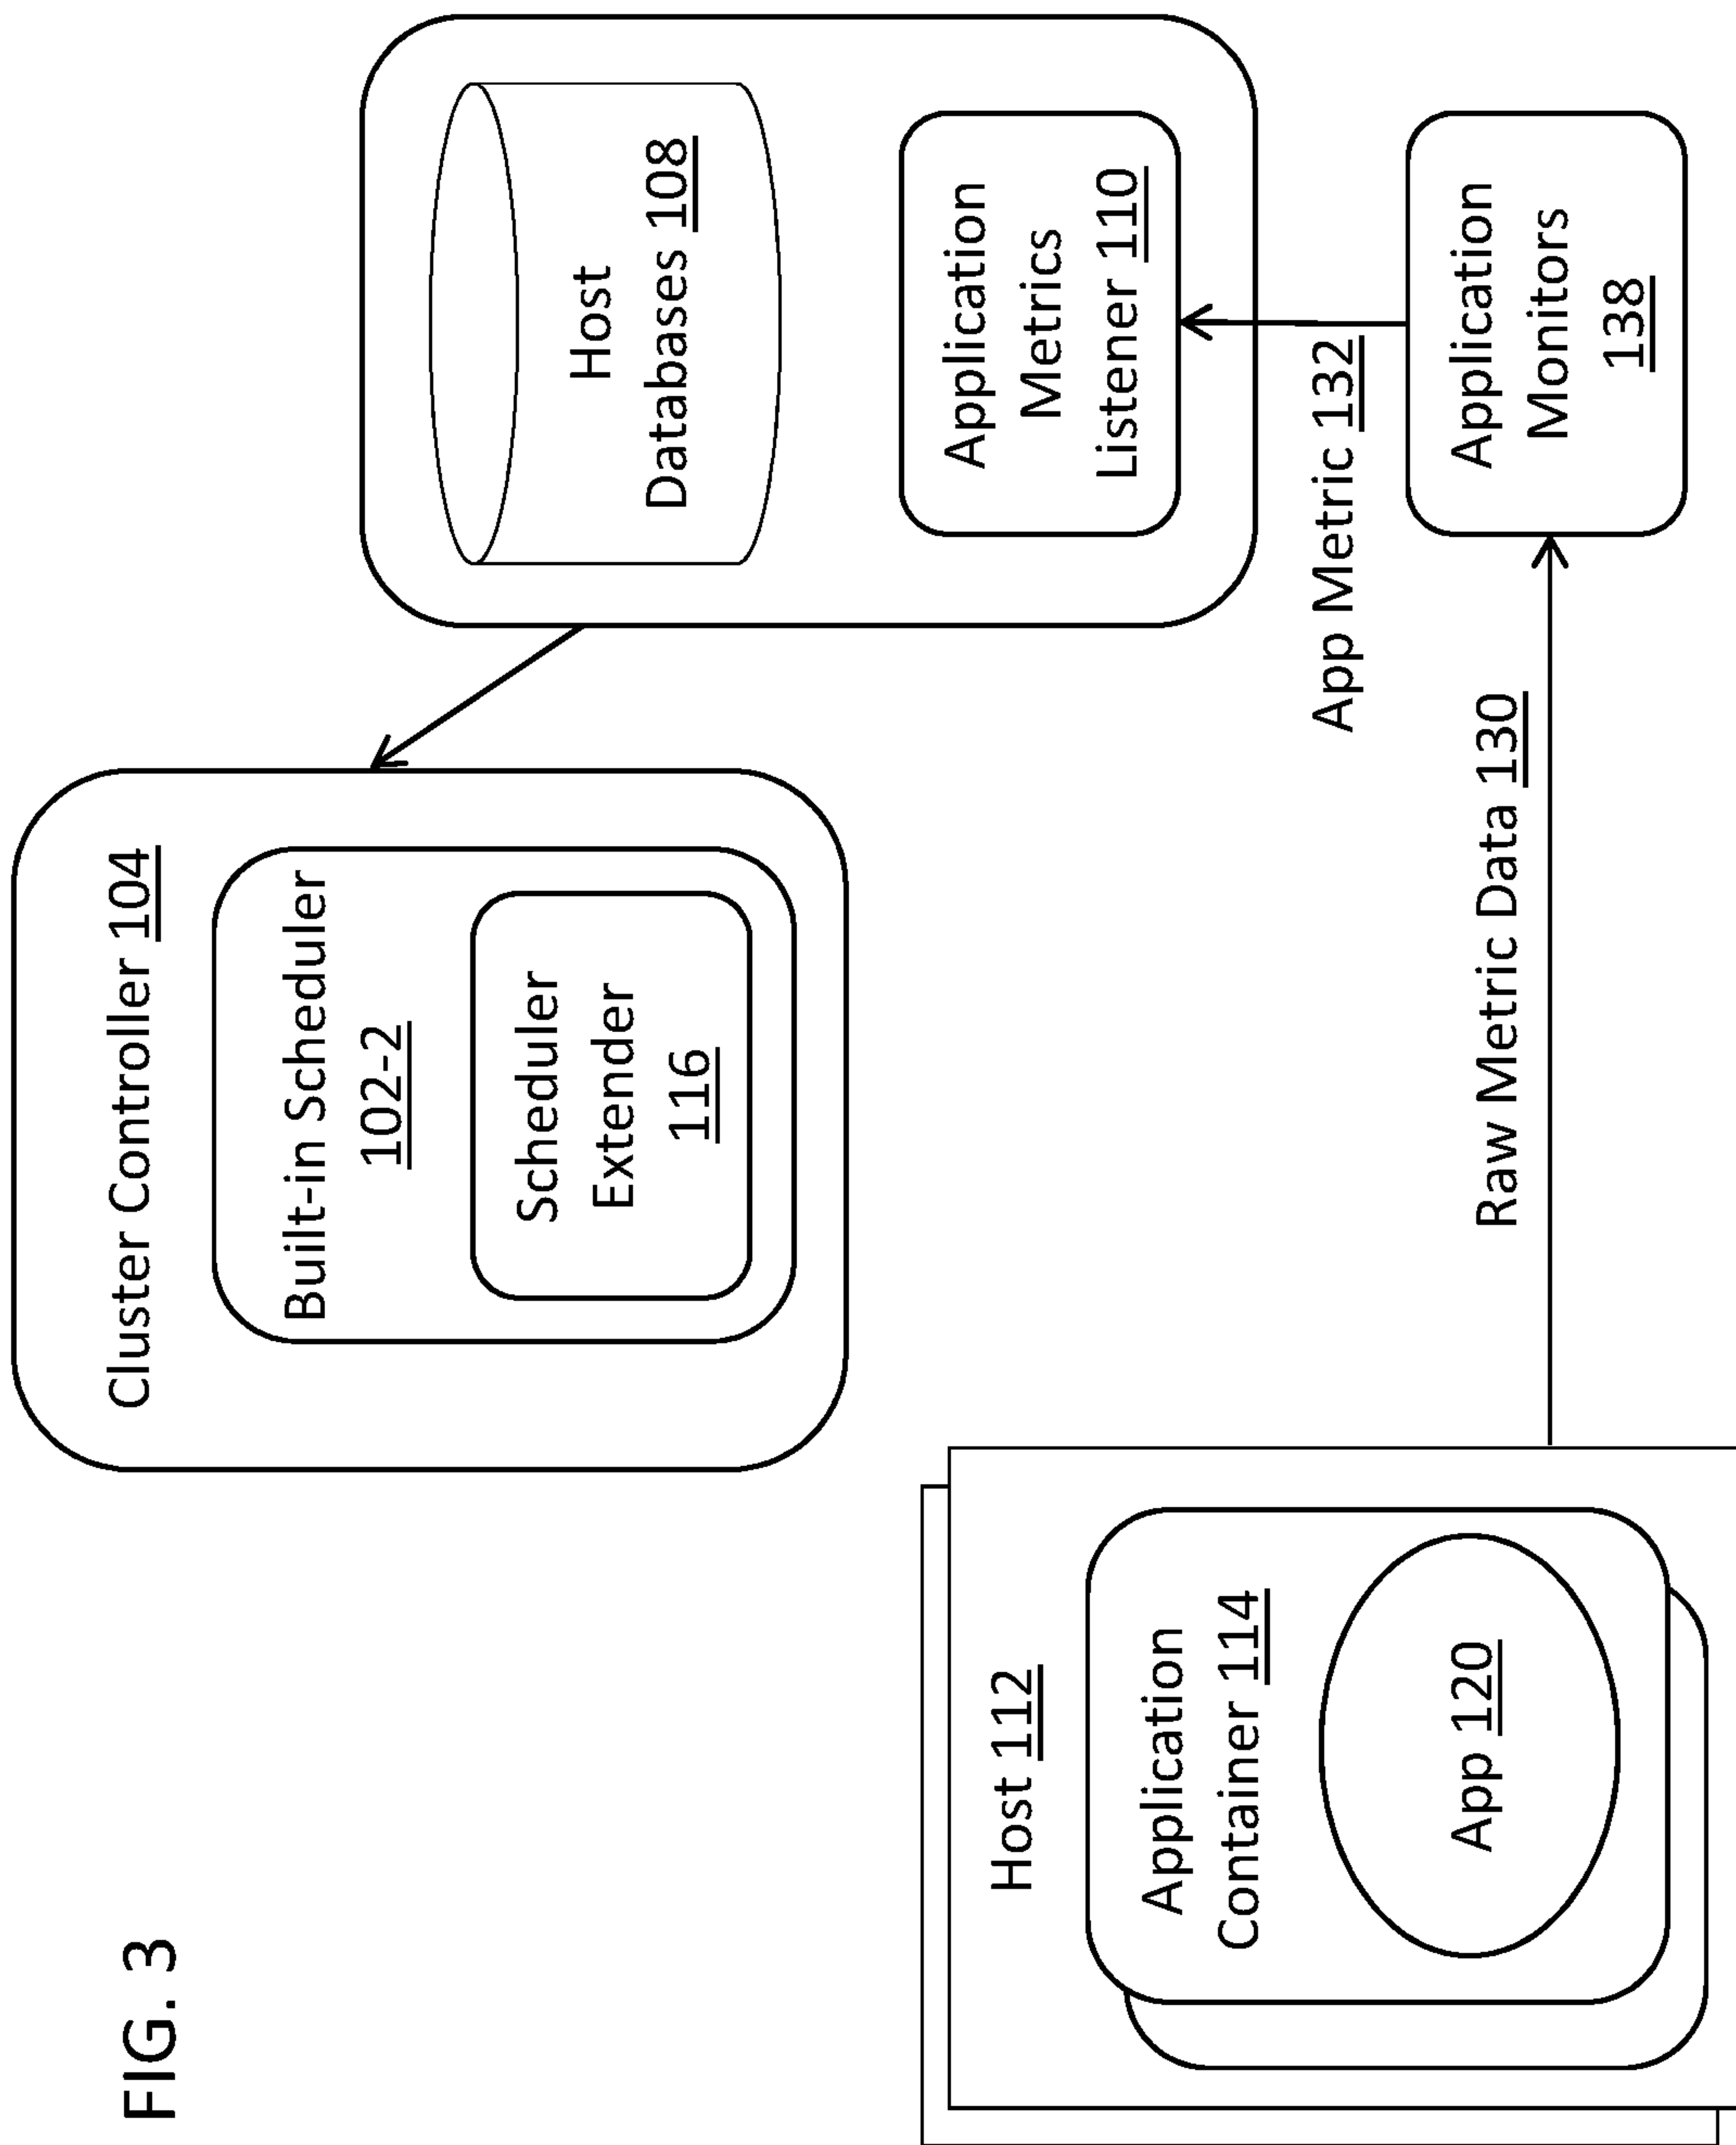 FIG. 3
Cluster Controller 104
Built-in Scheduler
102-2
Scheduler
Extender
116
Host
Databases 108
Application
Metrics
Listener 110
App Metric 132
Application
Monitors
138
Raw Metric Data 130
Host 112
Application
Container 114
App 120